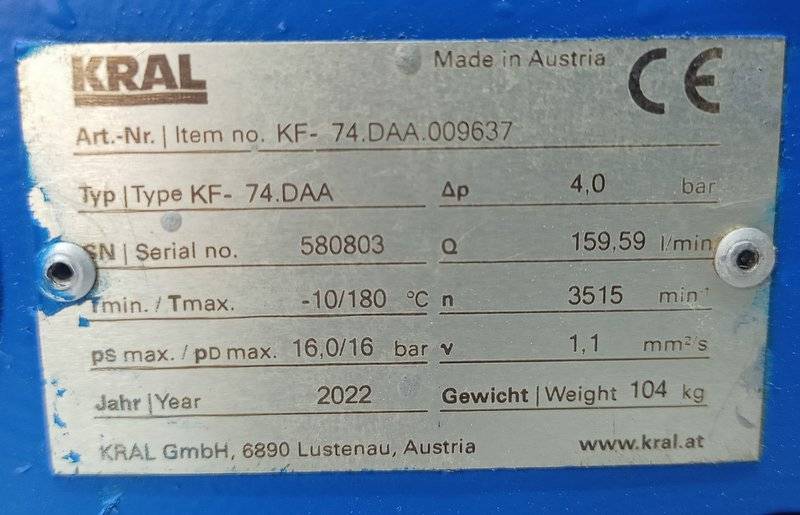 KRAL Made in Austria CE
Art.-Nr. | Item no. KF- 74.DAA.009637
Typ | Type KF- 74.DAA Δp 4,0 bar
SN | Serial no. 580803 Q 159,59 l/min
Tmin. / Tmax. -10/180 °C n 3515 min⁻¹
pS max. / pD max. 16,0/16 bar ν 1,1 mm²/s
Jahr | Year 2022 Gewicht | Weight 104 kg
KRAL GmbH, 6890 Lustenau, Austria www.kral.at